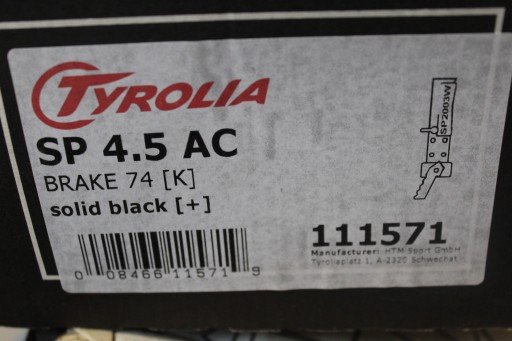 TYROLIA
SP 4.5 AC
BRAKE 74 [K]
solid black [+]
SP2003W
0 08466 11571 9
111571
Manufacturer: HTM Sport GmbH
Tyroliaplatz 1, A-2320 Schwechat